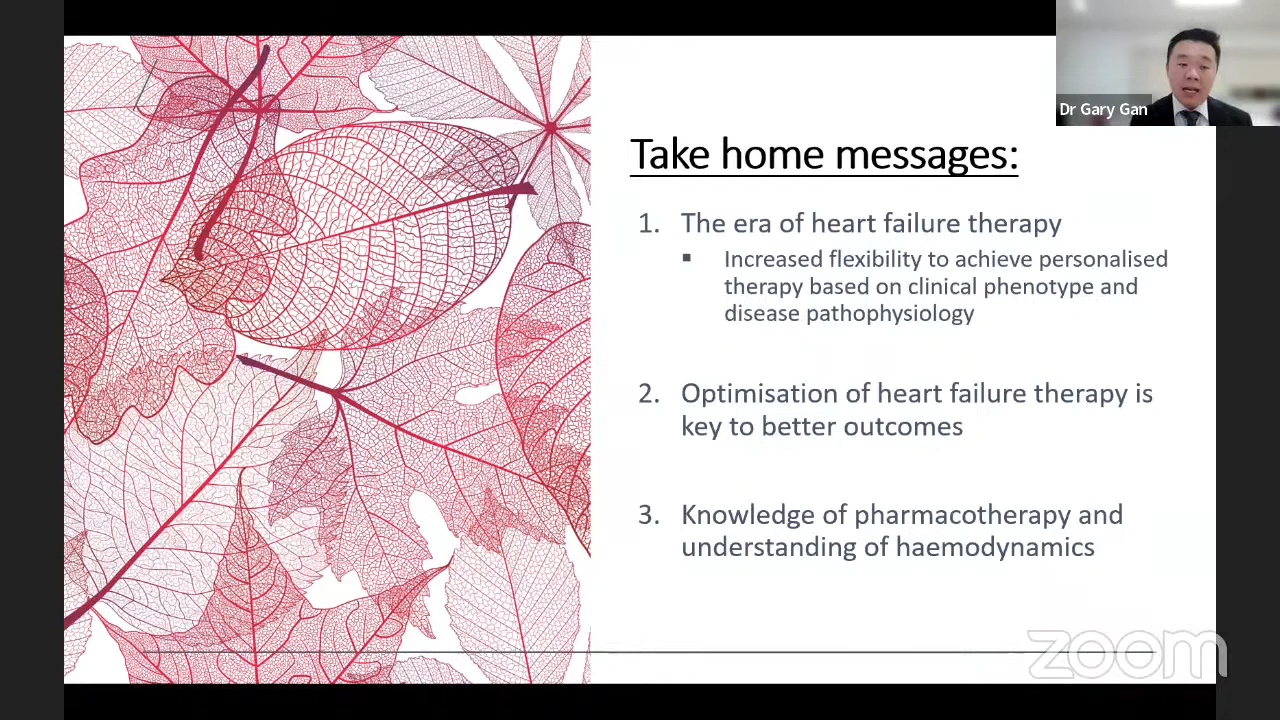 Dr Gary Gan
Take home messages:
1. The era of heart failure therapy
▪ Increased flexibility to achieve personalised
therapy based on clinical phenotype and
disease pathophysiology
2. Optimisation of heart failure therapy is
key to better outcomes
3. Knowledge of pharmacotherapy and
understanding of haemodynamics
zoom